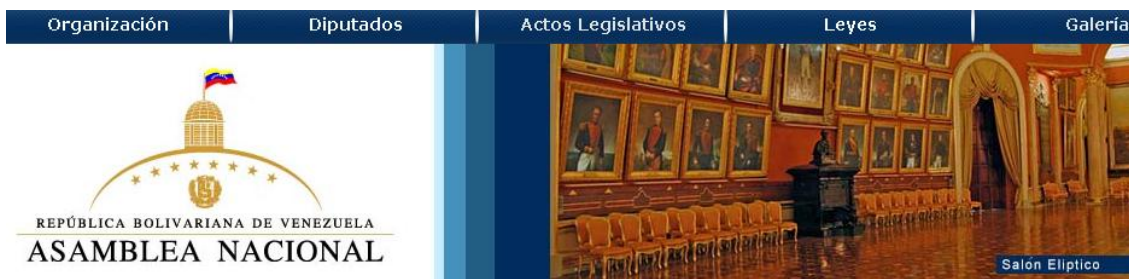 Organización
Diputados
Actos Legislativos
Leyes
Galería
REPÚBLICA BOLIVARIANA DE VENEZUELA
ASAMBLEA NACIONAL
Salón Eliptico